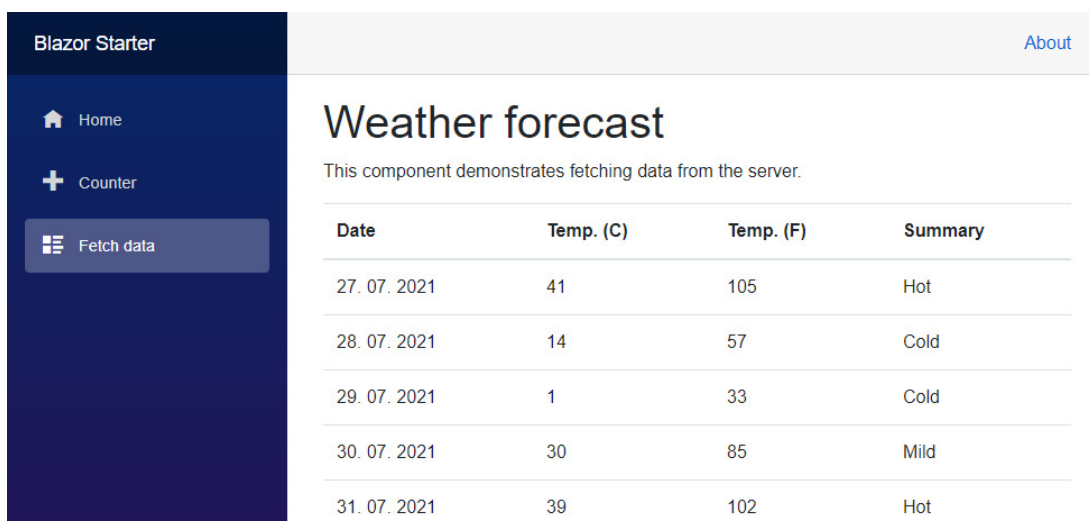 Blazor Starter
About
Home
Counter
Fetch data
Weather forecast
This component demonstrates fetching data from the server.
Date Temp. (C) Temp. (F) Summary
27. 07. 2021 41 105 Hot
28. 07. 2021 14 57 Cold
29. 07. 2021 1 33 Cold
30. 07. 2021 30 85 Mild
31. 07. 2021 39 102 Hot